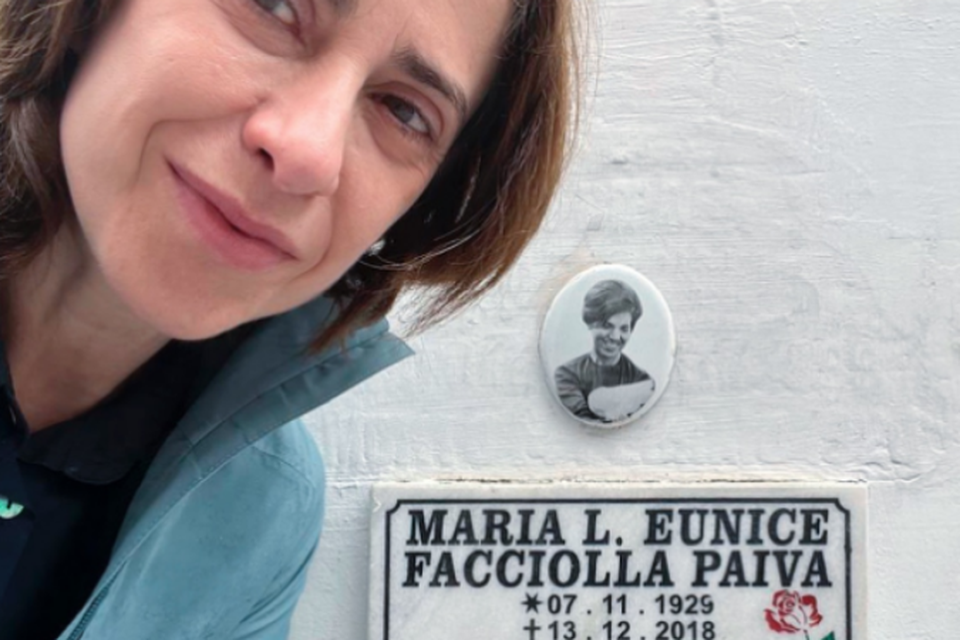 MARIA L. EUNICE
FACCIOLLA PAIVA
✶07 . 11 . 1929
✝13 . 12 . 2018